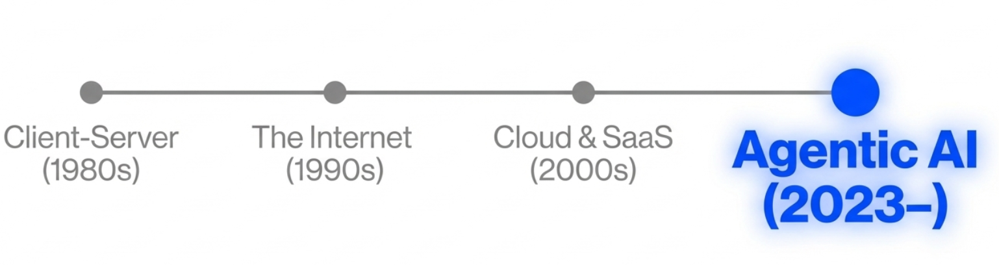 Client-Server
(1980s)
The Internet
(1990s)
Cloud & SaaS
(2000s)
Agentic AI
(2023–)